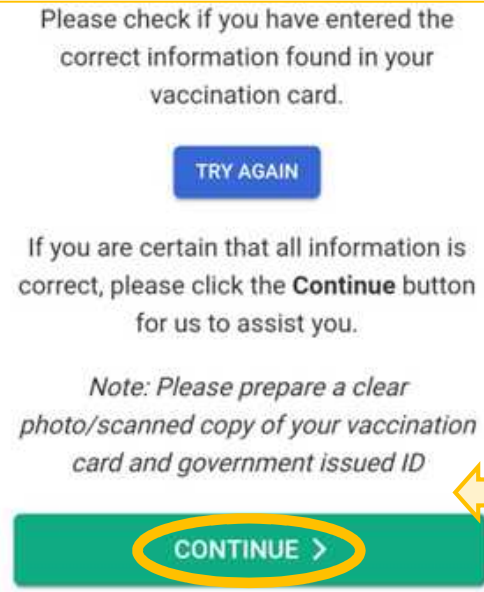 Please check if you have entered the
correct information found in your
vaccination card.
TRY AGAIN
If you are certain that all information is
correct, please click the Continue button
for us to assist you.
Note: Please prepare a clear
photo/scanned copy of your vaccination
card and government issued ID
CONTINUE >